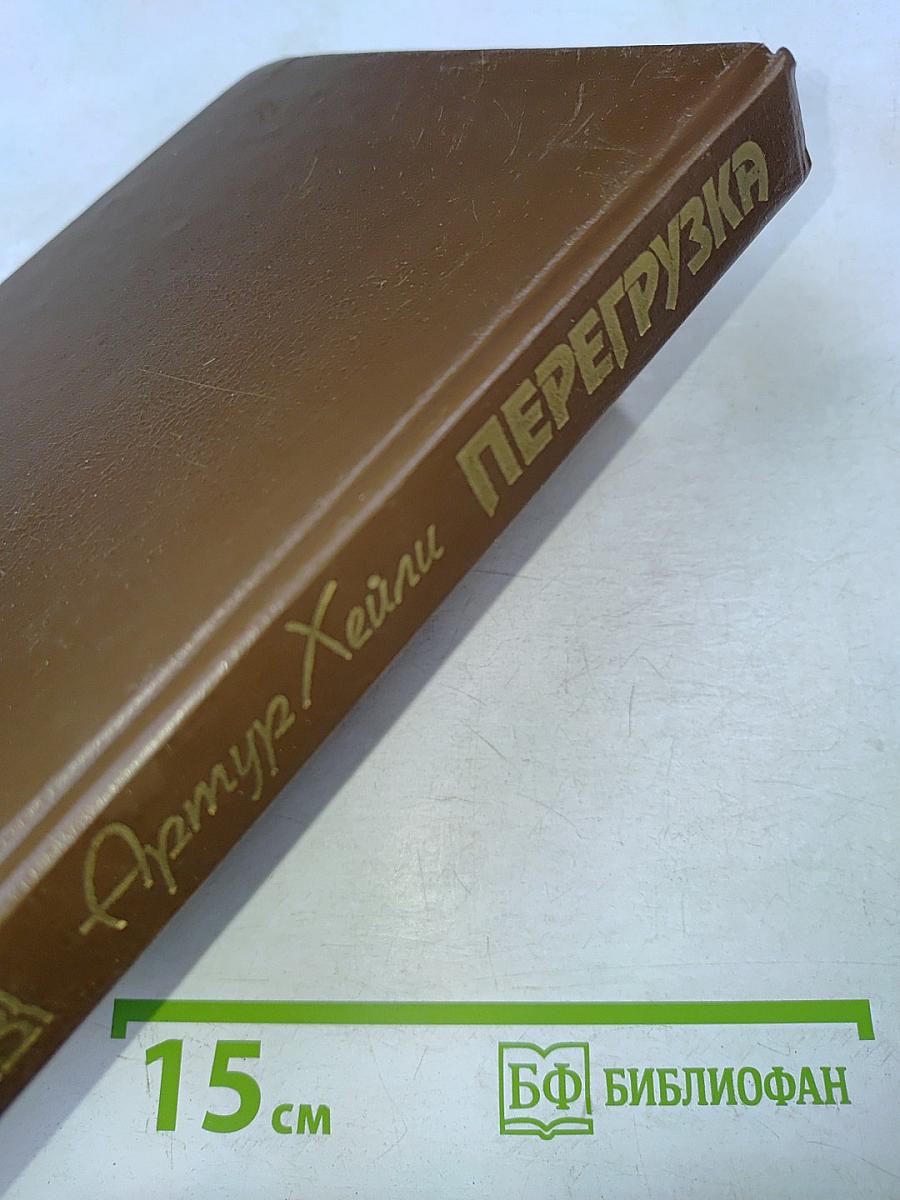 Артур Хейли ПЕРЕГРУЗКА
15 см
БФ БИБЛИОФАН